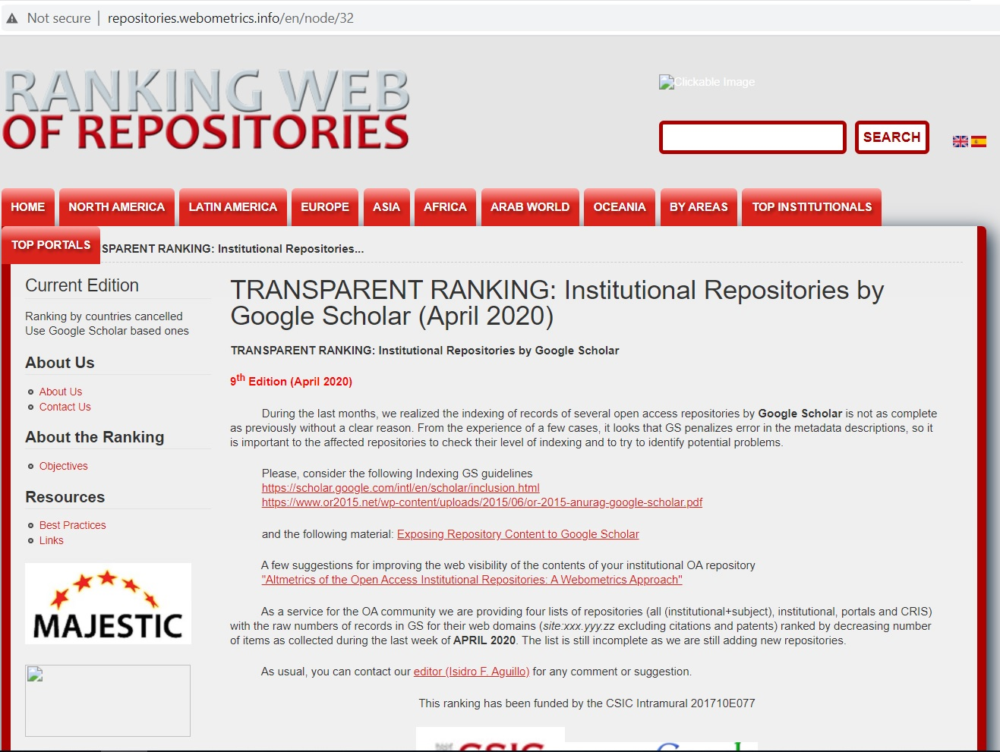 Not secure | repositories.webometrics.info/en/node/32
RANKING WEB
OF REPOSITORIES
Clickable Image
SEARCH
HOME
NORTH AMERICA
LATIN AMERICA
EUROPE
ASIA
AFRICA
ARAB WORLD
OCEANIA
BY AREAS
TOP INSTITUTIONALS
TOP PORTALS
SPARENT RANKING: Institutional Repositories...
Current Edition
Ranking by countries cancelled
Use Google Scholar based ones
About Us
About Us
Contact Us
About the Ranking
Objectives
Resources
Best Practices
Links
MAJESTIC
TRANSPARENT RANKING: Institutional Repositories by
Google Scholar (April 2020)
TRANSPARENT RANKING: Institutional Repositories by Google Scholar
9th Edition (April 2020)
During the last months, we realized the indexing of records of several open access repositories by Google Scholar is not as complete
as previously without a clear reason. From the experience of a few cases, it looks that GS penalizes error in the metadata descriptions, so it
is important to the affected repositories to check their level of indexing and to try to identify potential problems.
Please, consider the following Indexing GS guidelines
https://scholar.google.com/intl/en/scholar/inclusion.html
https://www.or2015.net/wp-content/uploads/2015/06/or-2015-anurag-google-scholar.pdf
and the following material: Exposing Repository Content to Google Scholar
A few suggestions for improving the web visibility of the contents of your institutional OA repository
"Altmetrics of the Open Access Institutional Repositories: A Webometrics Approach"
As a service for the OA community we are providing four lists of repositories (all (institutional+subject), institutional, portals and CRIS)
with the raw numbers of records in GS for their web domains (site:xxx.yyy.zz excluding citations and patents) ranked by decreasing number
of items as collected during the last week of APRIL 2020. The list is still incomplete as we are still adding new repositories.
As usual, you can contact our editor (Isidro F. Aguillo) for any comment or suggestion.
This ranking has been funded by the CSIC Intramural 201710E077